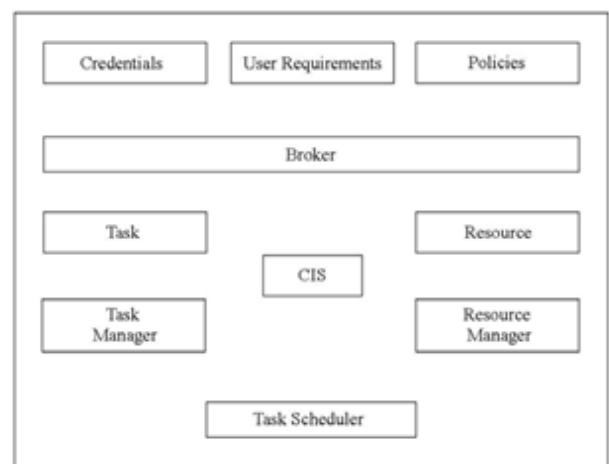 Credentials
User Requirements
Policies
Broker
Task
Resource
CIS
Task
Manager
Resource
Manager
Task Scheduler